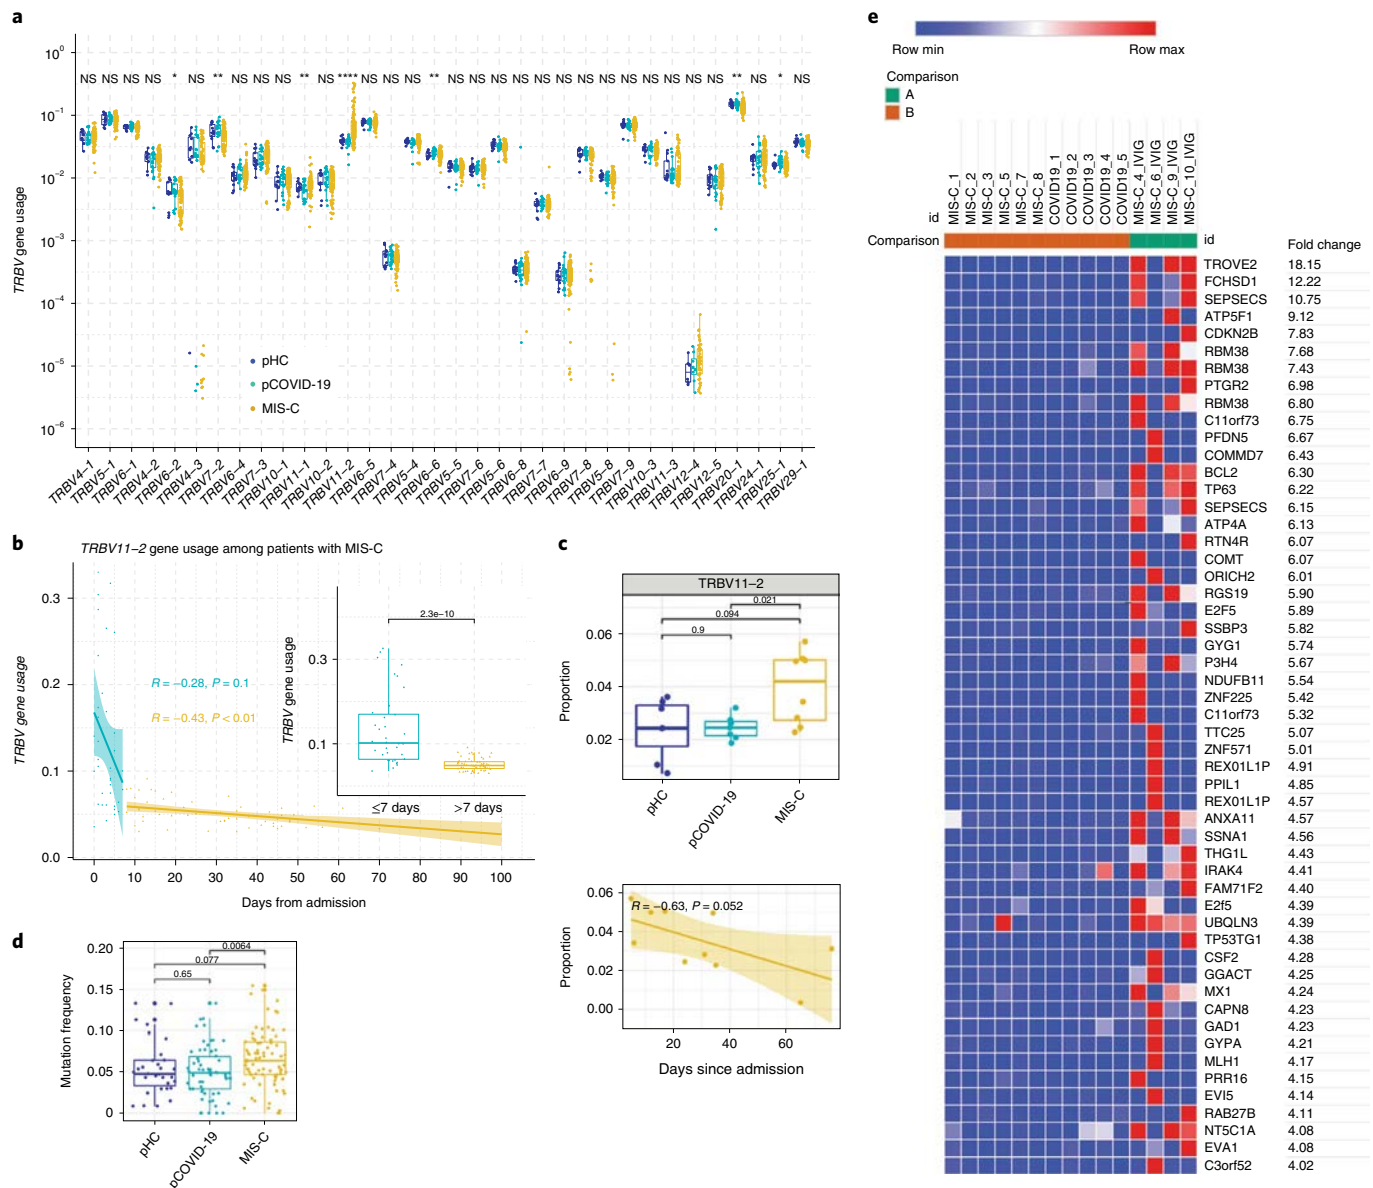 a
10⁰
10⁻¹
10⁻²
10⁻³
10⁻⁴
10⁻⁵
10⁻⁶
TRBV gene usage
NS NS NS NS * NS ** NS NS NS ** NS **** NS NS NS ** NS NS NS NS NS NS NS NS NS NS NS NS NS ** NS * NS
pHC
pCOVID-19
MIS-C
TRBV4–1
TRBV5–1
TRBV6–1
TRBV4–2
TRBV6–2
TRBV4–3
TRBV7–2
TRBV6–4
TRBV7–3
TRBV10–1
TRBV11–1
TRBV10–2
TRBV11–2
TRBV6–5
TRBV7–4
TRBV5–4
TRBV6–6
TRBV5–5
TRBV7–6
TRBV5–6
TRBV6–8
TRBV7–7
TRBV6–9
TRBV7–8
TRBV5–8
TRBV7–9
TRBV10–3
TRBV11–3
TRBV12–4
TRBV12–5
TRBV20–1
TRBV24–1
TRBV25–1
TRBV29–1
b
TRBV11–2 gene usage among patients with MIS-C
0.3
0.2
0.1
0.0
TRBV gene usage
R = −0.28, P = 0.1
R = −0.43, P < 0.01
0 10 20 30 40 50 60 70 80 90 100
Days from admission
TRBV gene usage
0.3
0.1
2.3e−10
≤7 days >7 days
c
TRBV11–2
0.021
0.094
0.9
0.06
0.04
0.02
Proportion
pHC
pCOVID-19
MIS-C
0.06
0.04
0.02
0.00
Proportion
R = −0.63, P = 0.052
20 40 60
Days since admission
d
0.20
0.15
0.10
0.05
0
Mutation frequency
0.0064
0.077
0.65
pHC
pCOVID-19
MIS-C
e
Row min Row max
Comparison
A
B
id
MIS-C_1
MIS-C_2
MIS-C_3
MIS-C_5
MIS-C_7
MIS-C_8
COVID19_1
COVID19_2
COVID19_3
COVID19_4
COVID19_5
MIS-C_4_IVIG
MIS-C_6_IVIG
MIS-C_9_IVIG
MIS-C_10_IVIG
Comparison id Fold change
TROVE2 18.15
FCHSD1 12.22
SEPSECS 10.75
ATP5F1 9.12
CDKN2B 7.83
RBM38 7.68
RBM38 7.43
PTGR2 6.98
RBM38 6.80
C11orf73 6.75
PFDN5 6.67
COMMD7 6.43
BCL2 6.30
TP63 6.22
SEPSECS 6.15
ATP4A 6.13
RTN4R 6.07
COMT 6.07
ORICH2 6.01
RGS19 5.90
E2F5 5.89
SSBP3 5.82
GYG1 5.74
P3H4 5.67
NDUFB11 5.54
ZNF225 5.42
C11orf73 5.32
TTC25 5.07
ZNF571 5.01
REX01L1P 4.91
PPIL1 4.85
REX01L1P 4.57
ANXA11 4.57
SSNA1 4.56
THG1L 4.43
IRAK4 4.41
FAM71F2 4.40
E2f5 4.39
UBQLN3 4.39
TP53TG1 4.38
CSF2 4.28
GGACT 4.25
MX1 4.24
CAPN8 4.23
GAD1 4.23
GYPA 4.21
MLH1 4.17
PRR16 4.15
EVI5 4.14
RAB27B 4.11
NT5C1A 4.08
EVA1 4.08
C3orf52 4.02